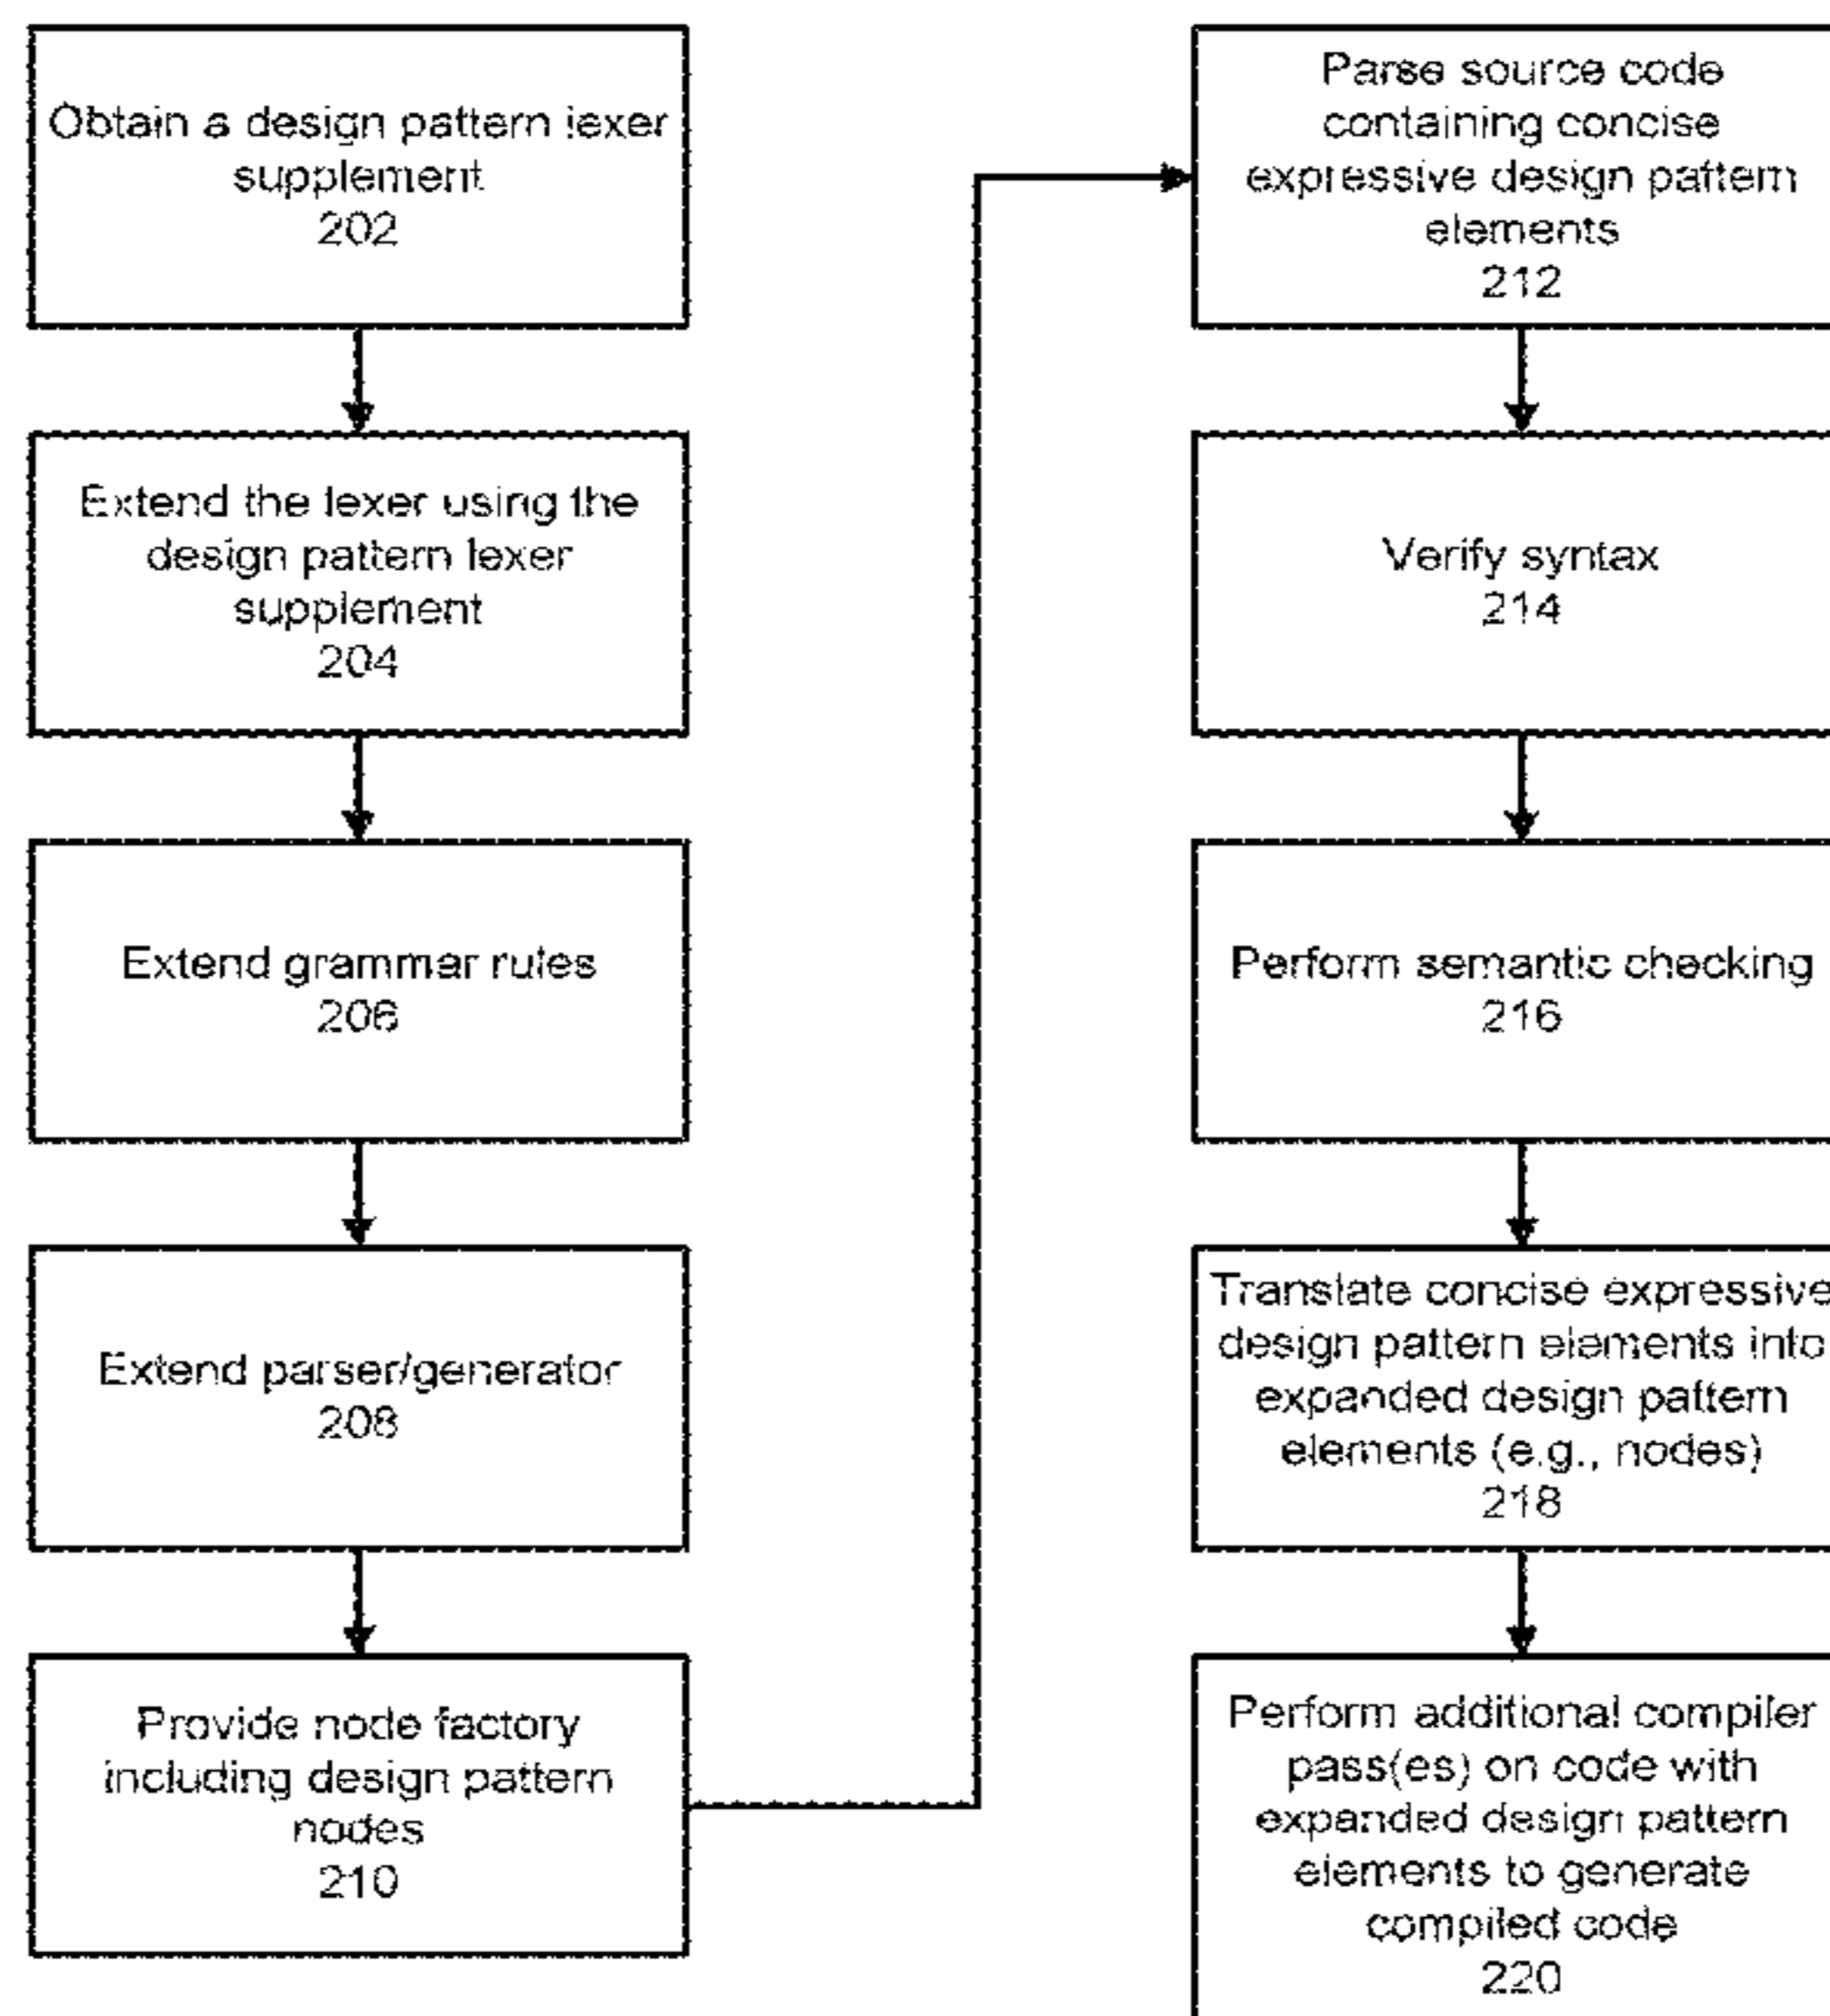 Obtain a design pattern lexer
supplement
202
Extend the lexer using the
design pattern lexer
supplement
204
Extend grammar rules
206
Extend parser/generator
208
Provide node factory
including design pattern
nodes
210
Parse source code
containing concise
expressive design pattern
elements
212
Verify syntax
214
Perform semantic checking
216
Translate concise expressive
design pattern elements into
expanded design pattern
elements (e.g., nodes)
218
Perform additional compiler
pass(es) on code with
expanded design pattern
elements to generate
compiled code
220